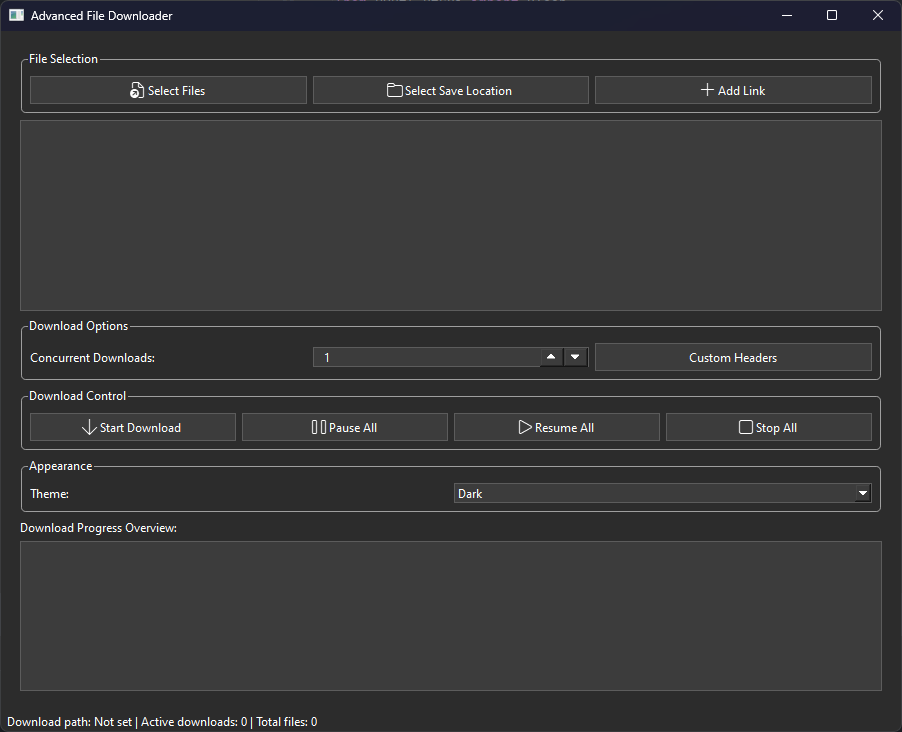 Advanced File Downloader
File Selection
Select Files Select Save Location Add Link
Download Options
Concurrent Downloads: 1 Custom Headers
Download Control
Start Download Pause All Resume All Stop All
Appearance
Theme: Dark
Download Progress Overview:
Download path: Not set | Active downloads: 0 | Total files: 0